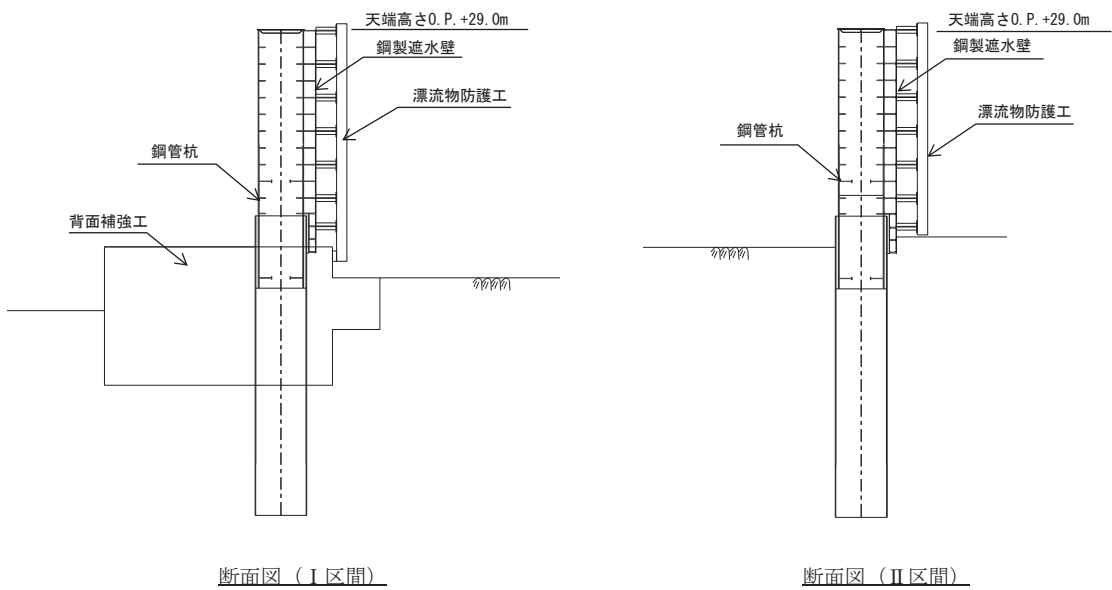 天端高さO.P.+29.0m
鋼製遮水壁
漂流物防護工
鋼管杭
背面補強工
断面図（Ⅰ区間）
天端高さO.P.+29.0m
鋼製遮水壁
漂流物防護工
鋼管杭
断面図（Ⅱ区間）